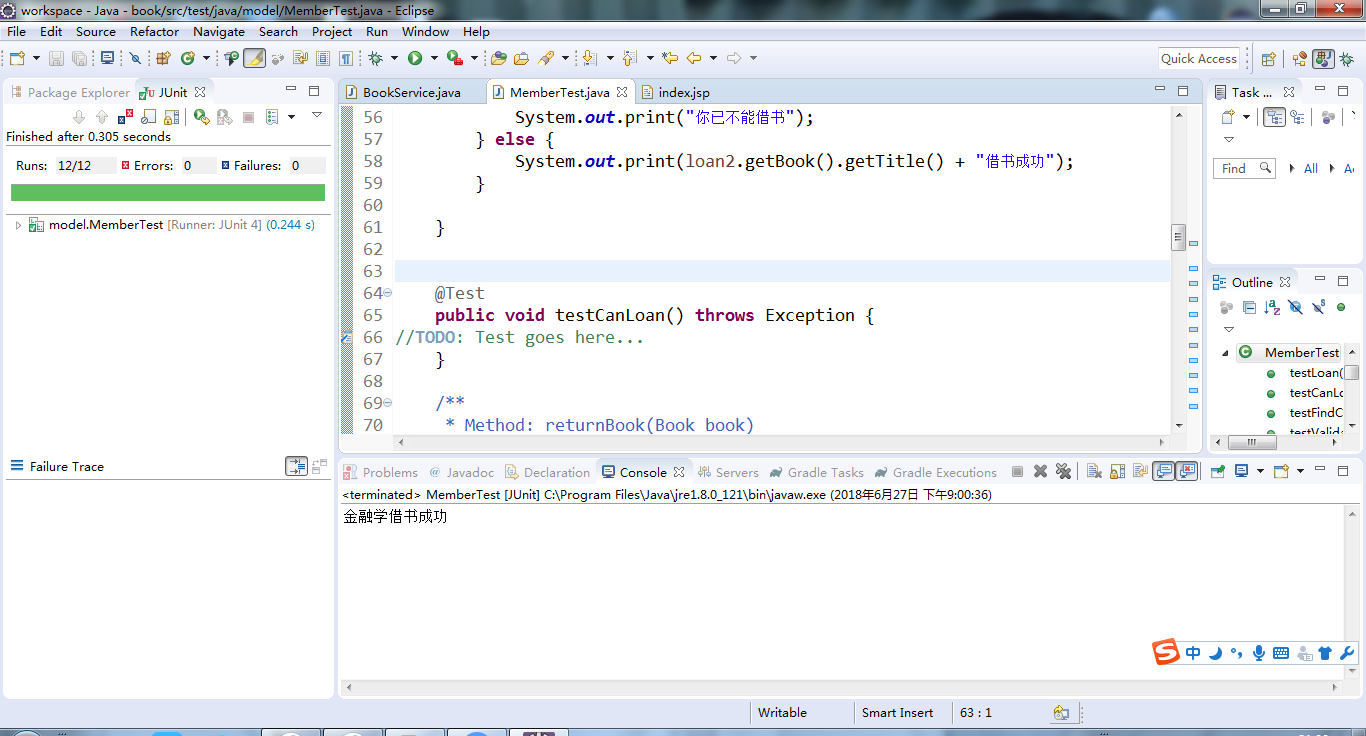 workspace - Java - book/src/test/java/model/MemberTest.java - Eclipse
File Edit Source Refactor Navigate Search Project Run Window Help
Quick Access
Package Explorer JUnit
Finished after 0.305 seconds
Runs: 12/12 Errors: 0 Failures: 0
model.MemberTest [Runner: JUnit 4] (0.244 s)
Failure Trace
BookService.java MemberTest.java index.jsp
56 System.out.print("你已不能借书");
57 } else {
58 System.out.print(loan2.getBook().getTitle() + "借书成功");
59 }
60
61 }
62
63
64 @Test
65 public void testCanLoan() throws Exception {
66 //TODO: Test goes here...
67 }
68
69 /**
70 * Method: returnBook(Book book)
Task ...
Find All
Outline
MemberTest
testLoan(
testCanLo
testFindC
testValid
Problems Javadoc Declaration Console Servers Gradle Tasks Gradle Executions
<terminated> MemberTest [JUnit] C:\Program Files\Java\jre1.8.0_121\bin\javaw.exe (2018年6月27日 下午9:00:36)
金融学借书成功
中
Writable Smart Insert 63 : 1